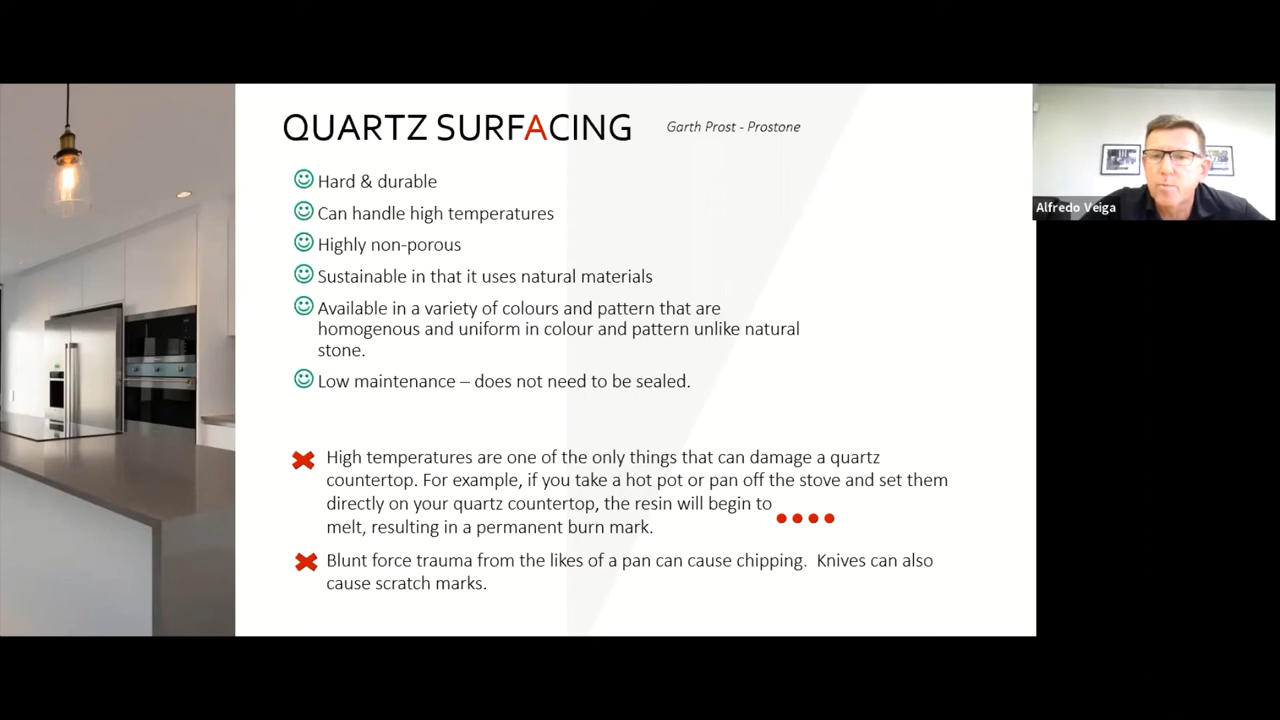 QUARTZ SURFACING
Garth Prost - Prostone
Hard & durable
Can handle high temperatures
Highly non-porous
Sustainable in that it uses natural materials
Available in a variety of colours and pattern that are
homogenous and uniform in colour and pattern unlike natural
stone.
Low maintenance – does not need to be sealed.
High temperatures are one of the only things that can damage a quartz
countertop. For example, if you take a hot pot or pan off the stove and set them
directly on your quartz countertop, the resin will begin to
melt, resulting in a permanent burn mark.
Blunt force trauma from the likes of a pan can cause chipping.  Knives can also
cause scratch marks.
Alfredo Veiga